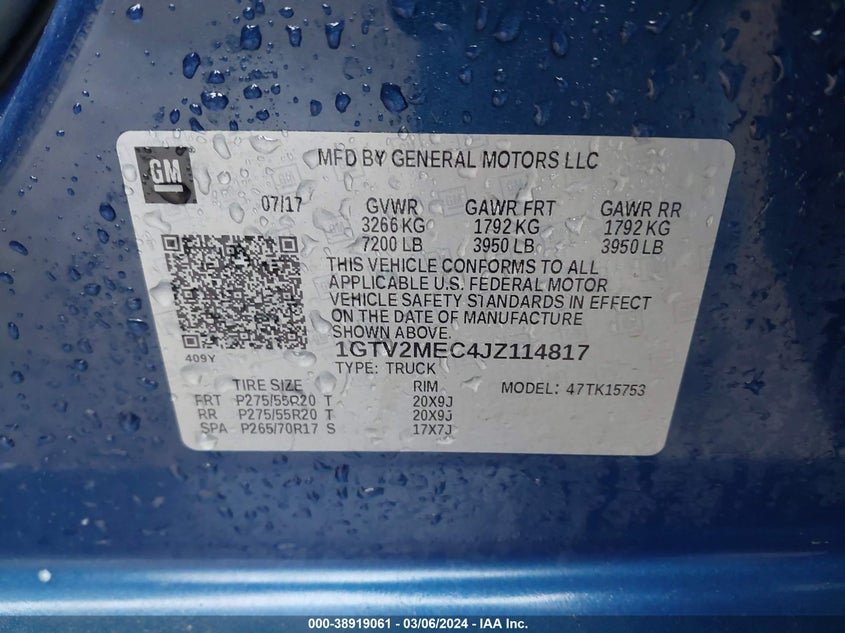 GM
MFD BY GENERAL MOTORS LLC
07/17 GVWR GAWR FRT GAWR RR
3266 KG 1792 KG 1792 KG
7200 LB 3950 LB 3950 LB
THIS VEHICLE CONFORMS TO ALL
APPLICABLE U.S. FEDERAL MOTOR
VEHICLE SAFETY STANDARDS IN EFFECT
ON THE DATE OF MANUFACTURE
SHOWN ABOVE.
409Y
1GTV2MEC4JZ114817
TYPE: TRUCK
TIRE SIZE RIM MODEL: 47TK15753
FRT P275/55R20 T 20X9J
RR P275/55R20 T 20X9J
SPA P265/70R17 S 17X7J
000-38919061 — 03/06/2024 — IAA Inc.